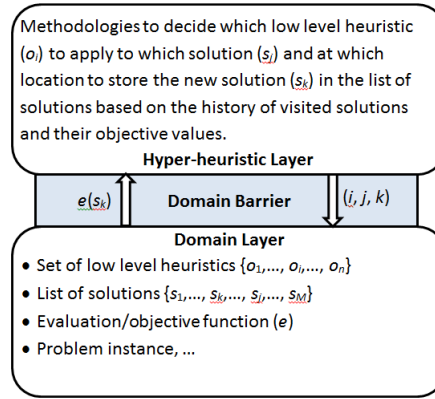 Methodologies to decide which low level heuristic
(oᵢ) to apply to which solution (sⱼ) and at which
location to store the new solution (sₖ) in the list of
solutions based on the history of visited solutions
and their objective values.
Hyper-heuristic Layer
e(sₖ) Domain Barrier (i, j, k)
Domain Layer
• Set of low level heuristics {o₁,..., oᵢ,..., oₙ}
• List of solutions {s₁,..., sₖ,..., sⱼ,..., s_M}
• Evaluation/objective function (e)
• Problem instance, ...